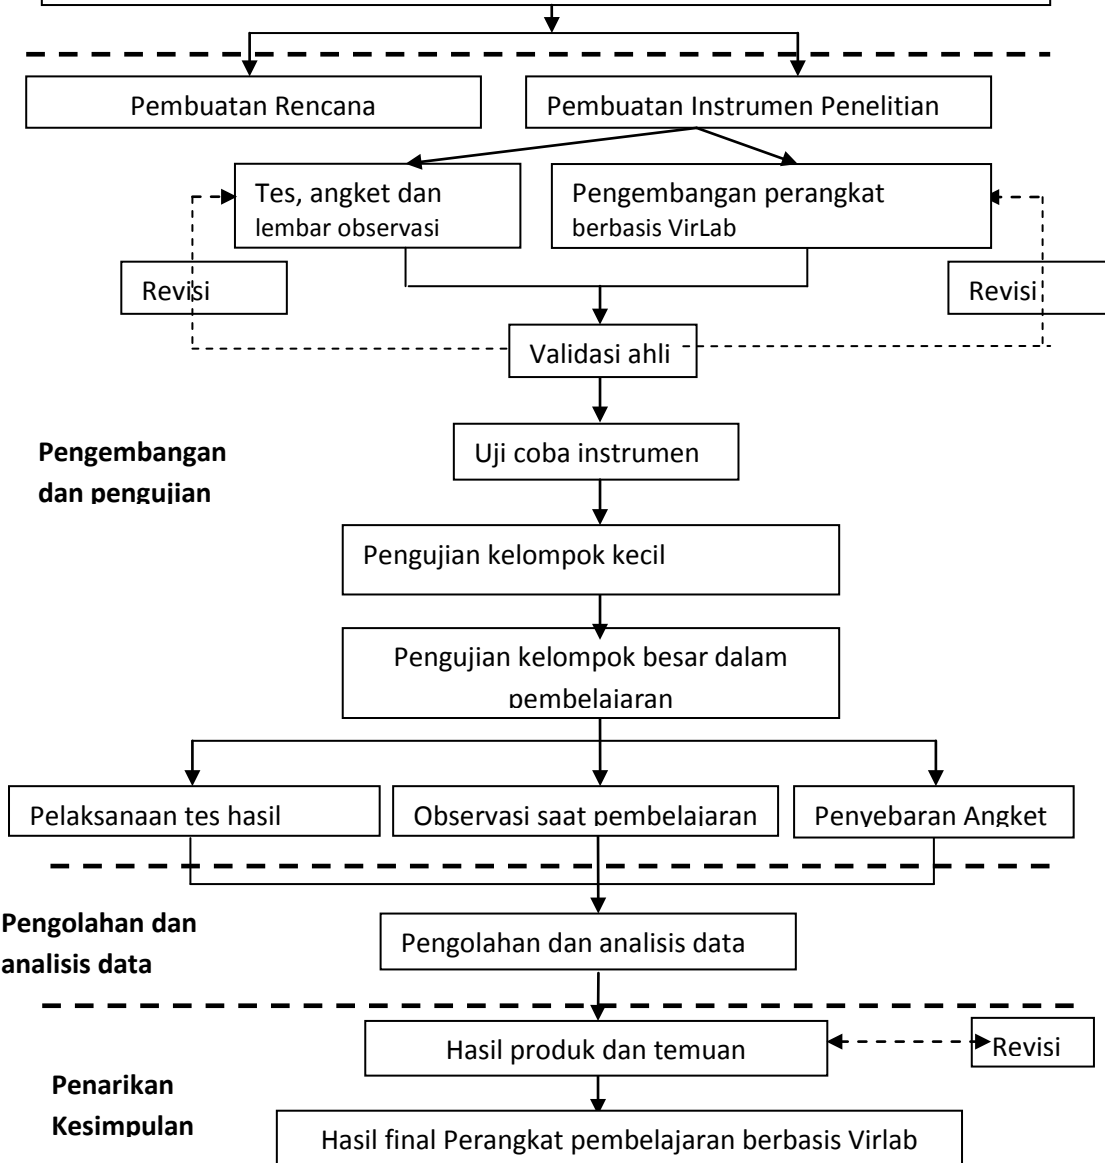 Pembuatan Rencana
Pembuatan Instrumen Penelitian
Tes, angket dan
lembar observasi
Pengembangan perangkat
berbasis VirLab
Revisi
Revisi
Validasi ahli
Uji coba instrumen
Pengembangan
dan pengujian
Pengujian kelompok kecil
Pengujian kelompok besar dalam
pembelajaran
Pelaksanaan tes hasil
Observasi saat pembelajaran
Penyebaran Angket
Pengolahan dan
analisis data
Pengolahan dan analisis data
Hasil produk dan temuan
Revisi
Penarikan
Kesimpulan
Hasil final Perangkat pembelajaran berbasis Virlab